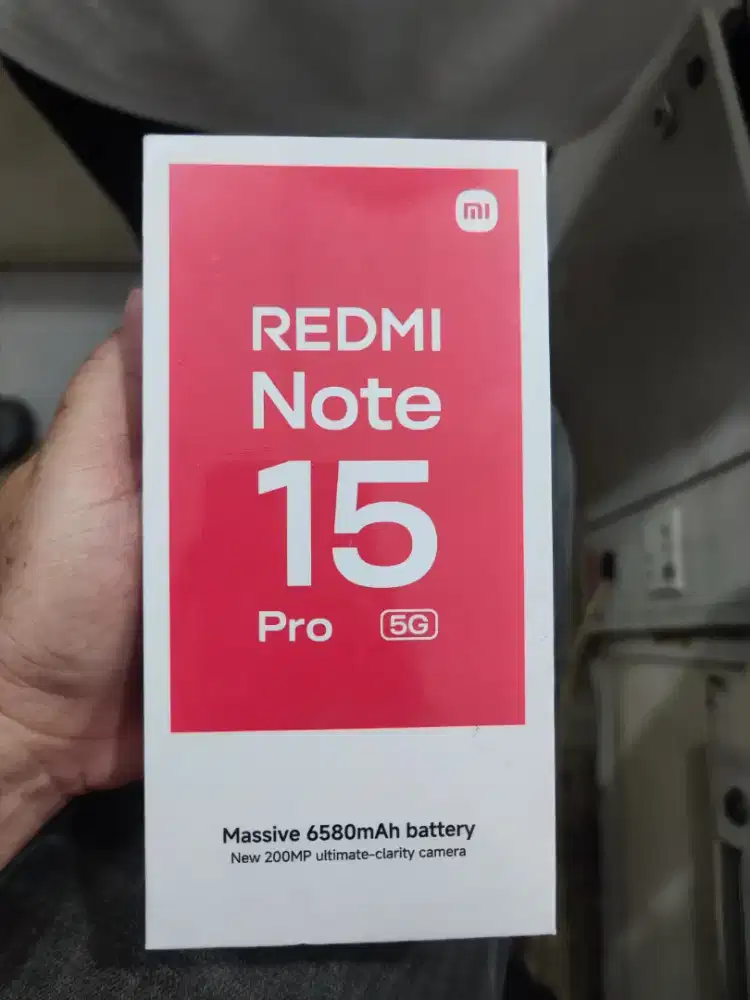 mi
REDMI
Note
15
Pro 5G
Massive 6580mAh battery
New 200MP ultimate-clarity camera